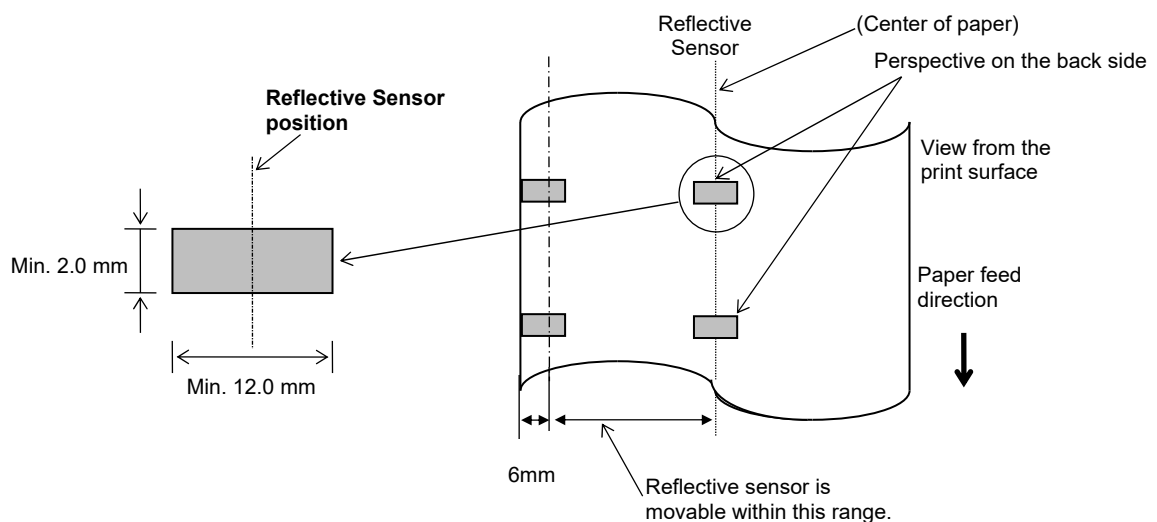 Reflective
Sensor
(Center of paper)
Perspective on the back side
Reflective Sensor
position
View from the
print surface
Min. 2.0 mm
Paper feed
direction
Min. 12.0 mm
6mm
Reflective sensor is
movable within this range.